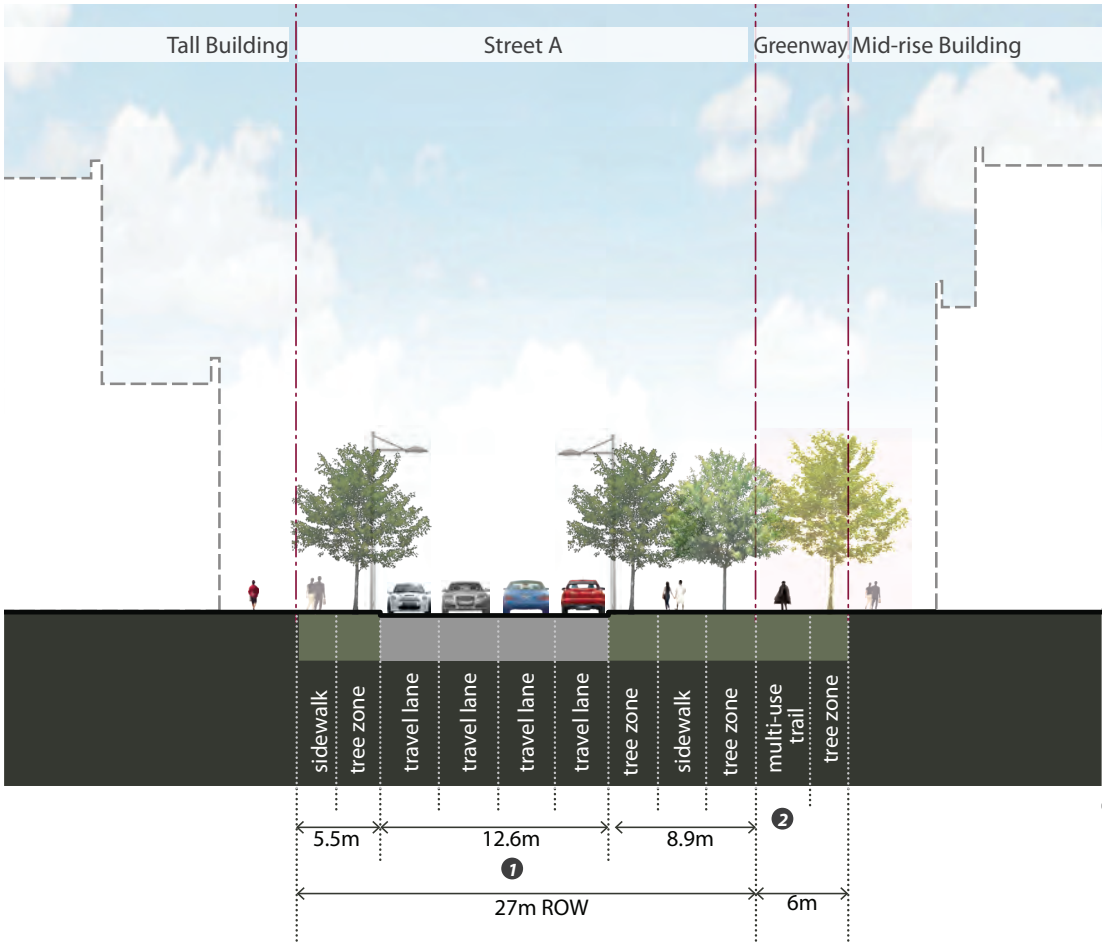 Tall Building
Street A
Greenway
Mid-rise Building
sidewalk
tree zone
travel lane
travel lane
travel lane
travel lane
tree zone
sidewalk
tree zone
multi-use
trail
tree zone
5.5m
12.6m
8.9m
2
1
27m ROW
6m